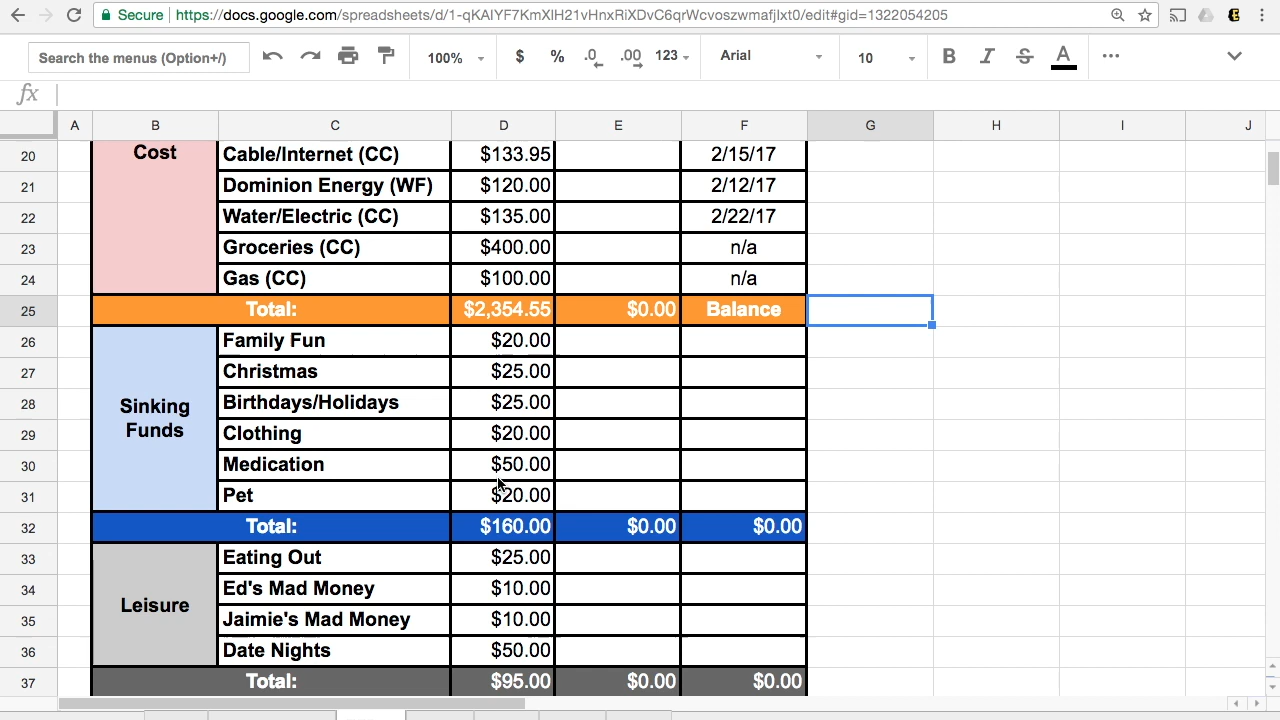 Secure https://docs.google.com/spreadsheets/d/1-qKAIYF7KmXIH21vHnxRiXDvC6qrWcvoszwmafjlxt0/edit#gid=1322054205
Search the menus (Option+/) 100% $ % .0 .00 123 Arial 10 B I S A
fx
A B C D E F G H I J
20 Cost Cable/Internet (CC) $133.95 2/15/17
21 Dominion Energy (WF) $120.00 2/12/17
22 Water/Electric (CC) $135.00 2/22/17
23 Groceries (CC) $400.00 n/a
24 Gas (CC) $100.00 n/a
25 Total: $2,354.55 $0.00 Balance
26 Family Fun $20.00
27 Christmas $25.00
28 Sinking Funds Birthdays/Holidays $25.00
29 Clothing $20.00
30 Medication $50.00
31 Pet $20.00
32 Total: $160.00 $0.00 $0.00
33 Eating Out $25.00
34 Ed's Mad Money $10.00
35 Leisure Jaimie's Mad Money $10.00
36 Date Nights $50.00
37 Total: $95.00 $0.00 $0.00